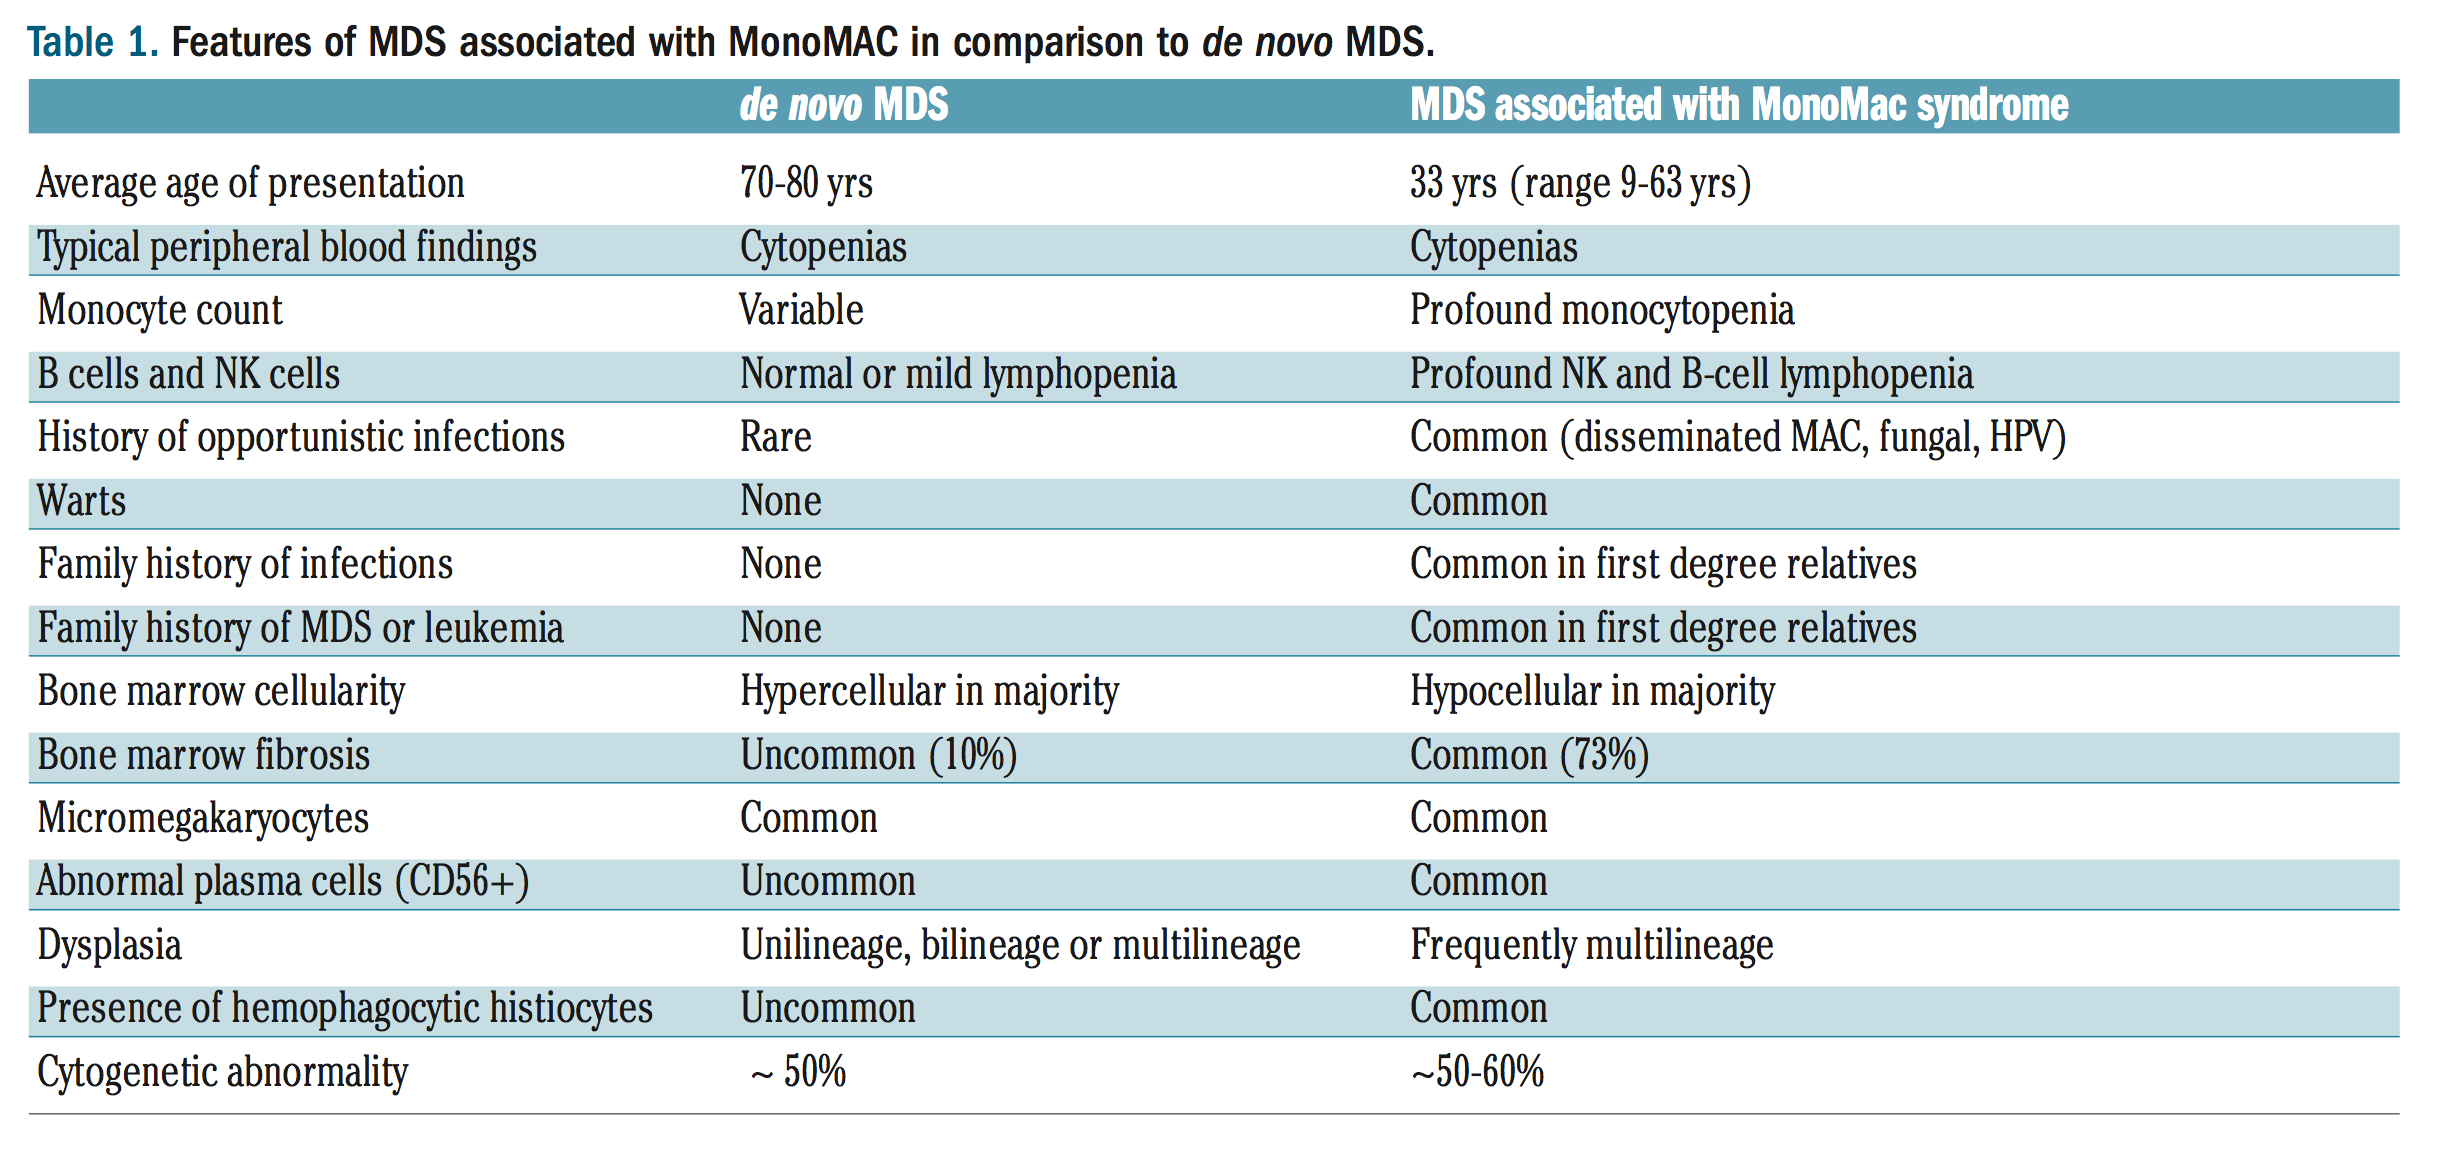 Table 1. Features of MDS associated with MonoMAC in comparison to de novo MDS.
de novo MDS MDS associated with MonoMac syndrome
Average age of presentation 70-80 yrs 33 yrs (range 9-63 yrs)
Typical peripheral blood findings Cytopenias Cytopenias
Monocyte count Variable Profound monocytopenia
B cells and NK cells Normal or mild lymphopenia Profound NK and B-cell lymphopenia
History of opportunistic infections Rare Common (disseminated MAC, fungal, HPV)
Warts None Common
Family history of infections None Common in first degree relatives
Family history of MDS or leukemia None Common in first degree relatives
Bone marrow cellularity Hypercellular in majority Hypocellular in majority
Bone marrow fibrosis Uncommon (10%) Common (73%)
Micromegakaryocytes Common Common
Abnormal plasma cells (CD56+) Uncommon Common
Dysplasia Unilineage, bilineage or multilineage Frequently multilineage
Presence of hemophagocytic histiocytes Uncommon Common
Cytogenetic abnormality ~ 50% ~50-60%